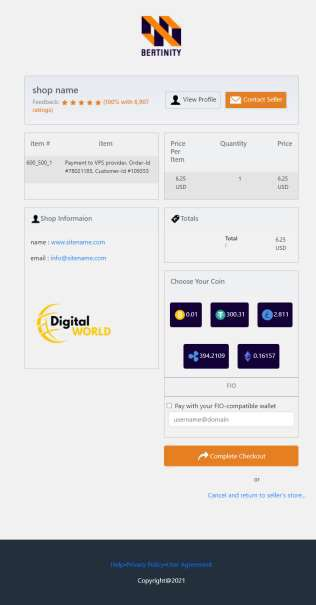 BERTINITY
shop name
Feedback: (100% with 6,907
ratings)
View Profile
Contact Seller
item #
item
600_500_1
Payment to VPS provider, Order-Id
#78021185, Customer-Id #109053
Price
Per
Item
Quantity
Price
6.25
USD
1
6.25
USD
Shop Informaion
name : www.sitename.com
email : info@sitename.com
Digital
WORLD
Totals
Total
:
6.25
USD
Choose Your Coin
0.01
300.31
2.811
394.2109
0.16157
FIO
Pay with your FIO-compatible wallet
username@domain
Complete Checkout
or
Cancel and return to seller's store...
Help•Privacy Policy•User Agreement
Copyright@2021